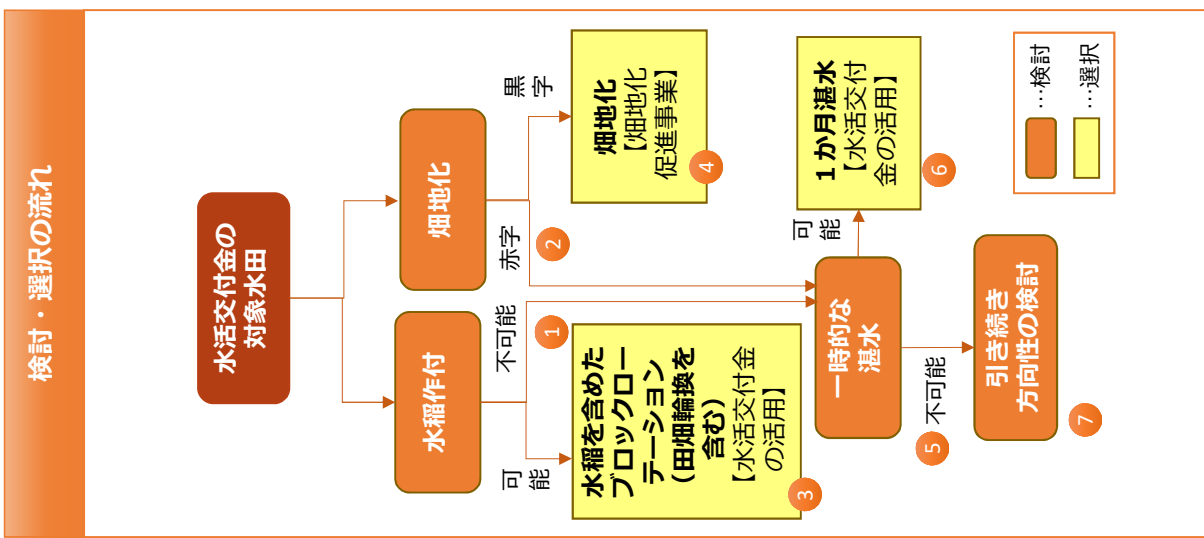 検討・選択の流れ
水活交付金の
対象水田
水稲作付
畑地化
可
能
不可能
1
赤字
2
黒
字
水稲を含めた
ブロックロー
テーション
（田畑輪換を
含む）
【水活交付金
の活用】
3
畑地化
【畑地化
促進事業】
4
一時的な
湛水
可
能
１か月湛水
【水活交付
金の活用】
6
5
不可能
引き続き
方向性の検討
7
…検討
…選択